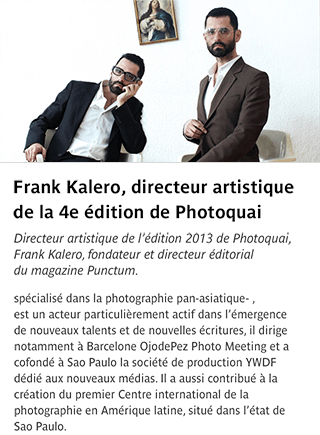 Frank Kalero, directeur artistique
de la 4e édition de Photoquai
Directeur artistique de l'édition 2013 de Photoquai,
Frank Kalero, fondateur et directeur éditorial
du magazine Punctum.
spécialisé dans la photographie pan-asiatique- ,
est un acteur particulièrement actif dans l'émergence
de nouveaux talents et de nouvelles écritures, il dirige
notamment à Barcelone OjodePez Photo Meeting et a
cofondé à Sao Paulo la société de production YWDF
dédié aux nouveaux médias. Il a aussi contribué à la
création du premier Centre international de la
photographie en Amérique latine, situé dans l'état de
Sao Paulo.